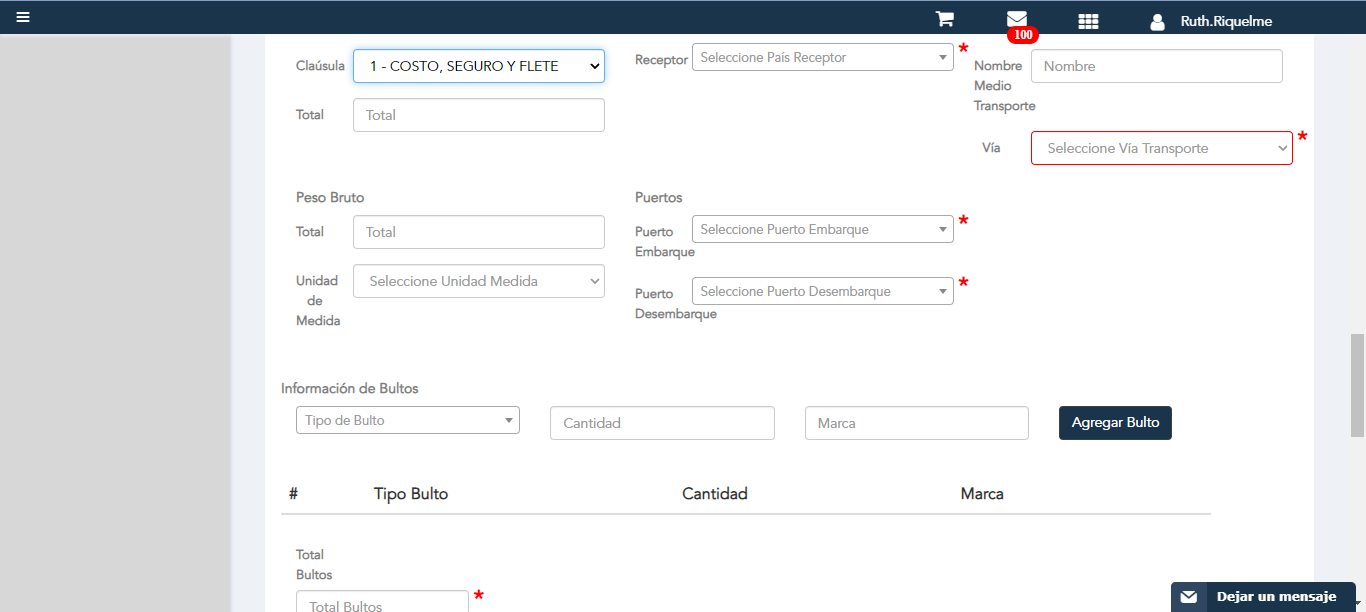 Ruth.Riquelme
100
Claúsula
1 - COSTO, SEGURO Y FLETE
Total
Total
Receptor
Seleccione País Receptor
*
Nombre
Medio
Transporte
Nombre
Vía
Seleccione Vía Transporte
*
Peso Bruto
Total
Total
Unidad
de
Medida
Seleccione Unidad Medida
Puertos
Puerto
Embarque
Seleccione Puerto Embarque
*
Puerto
Desembarque
Seleccione Puerto Desembarque
*
Información de Bultos
Tipo de Bulto
Cantidad
Marca
Agregar Bulto
# Tipo Bulto Cantidad Marca
Total
Bultos
Total Bultos
*
Dejar un mensaje